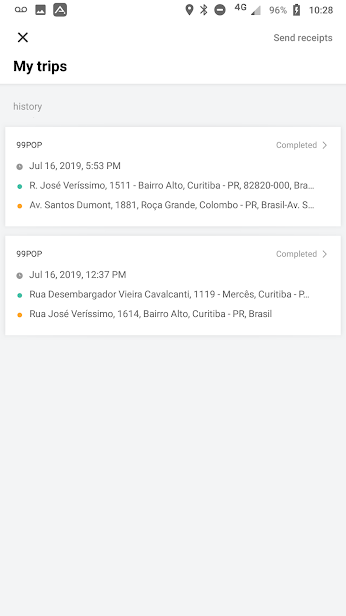 4G 96% 10:28
Send receipts
My trips
history
99POP Completed
Jul 16, 2019, 5:53 PM
R. José Veríssimo, 1511 - Bairro Alto, Curitiba - PR, 82820-000, Bra...
Av. Santos Dumont, 1881, Roça Grande, Colombo - PR, Brasil-Av. S...
99POP Completed
Jul 16, 2019, 12:37 PM
Rua Desembargador Vieira Cavalcanti, 1119 - Mercês, Curitiba - P...
Rua José Veríssimo, 1614, Bairro Alto, Curitiba - PR, Brasil